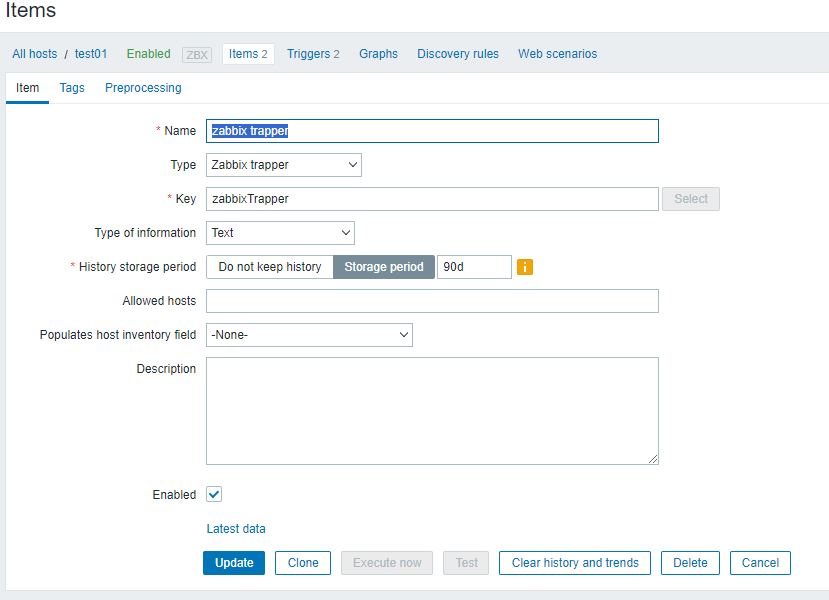 Items
All hosts / test01 Enabled ZBX Items 2 Triggers 2 Graphs Discovery rules Web scenarios
Item Tags Preprocessing
* Name zabbix trapper
Type Zabbix trapper
* Key zabbixTrapper Select
Type of information Text
* History storage period Do not keep history Storage period 90d i
Allowed hosts
Populates host inventory field -None-
Description
Enabled
Latest data
Update Clone Execute now Test Clear history and trends Delete Cancel